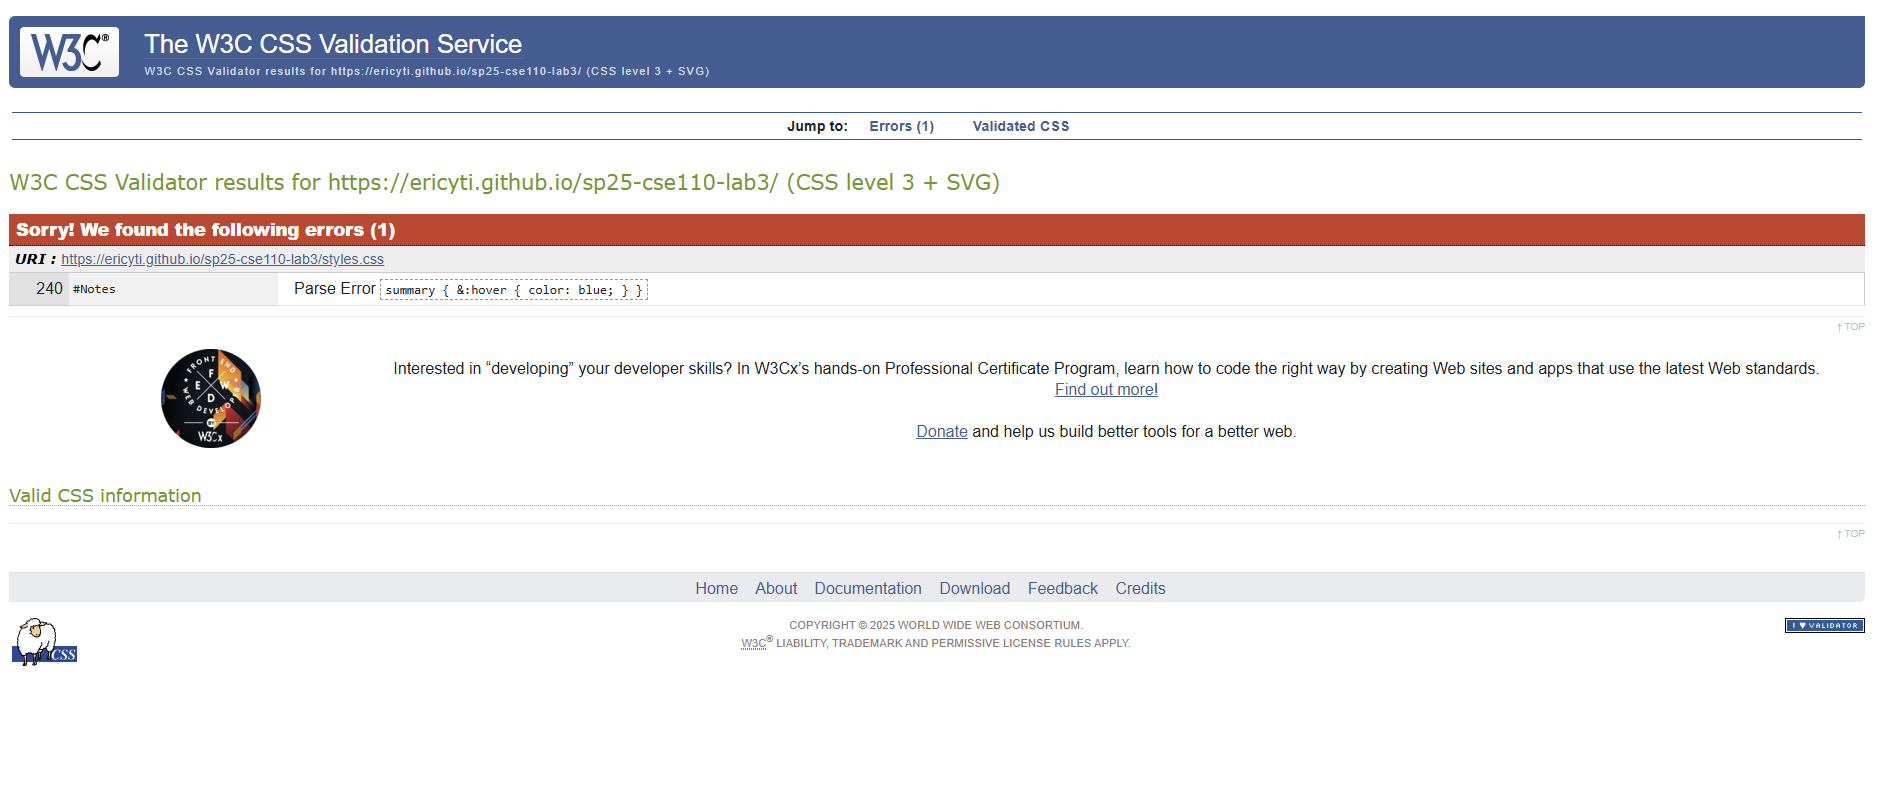 W3C®
The W3C CSS Validation Service
W3C CSS Validator results for https://ericyti.github.io/sp25-cse110-lab3/ (CSS level 3 + SVG)
Jump to: Errors (1) Validated CSS
W3C CSS Validator results for https://ericyti.github.io/sp25-cse110-lab3/ (CSS level 3 + SVG)
Sorry! We found the following errors (1)
URI : https://ericyti.github.io/sp25-cse110-lab3/styles.css
240 #Notes Parse Error summary { &:hover { color: blue; } }
↑ TOP
FRONT END
WEB DEVELOPER
F E W D
W3Cx
Interested in “developing” your developer skills? In W3Cx’s hands-on Professional Certificate Program, learn how to code the right way by creating Web sites and apps that use the latest Web standards.
Find out more!
Donate and help us build better tools for a better web.
Valid CSS information
↑ TOP
Home About Documentation Download Feedback Credits
CSS
COPYRIGHT © 2025 WORLD WIDE WEB CONSORTIUM.
W3C® LIABILITY, TRADEMARK AND PERMISSIVE LICENSE RULES APPLY.
I ♥ VALIDATOR